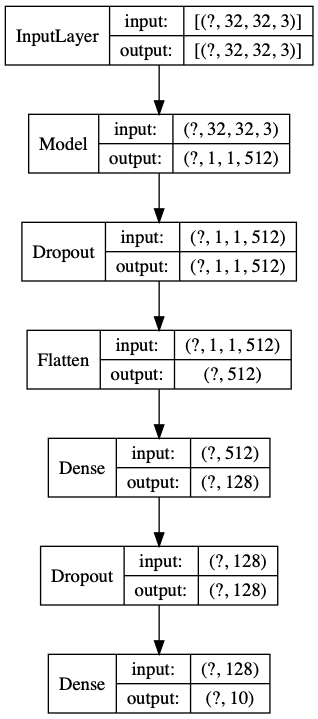 InputLayer
input:
[(?, 32, 32, 3)]
output:
[(?, 32, 32, 3)]
Model
input:
(?, 32, 32, 3)
output:
(?, 1, 1, 512)
Dropout
input:
(?, 1, 1, 512)
output:
(?, 1, 1, 512)
Flatten
input:
(?, 1, 1, 512)
output:
(?, 512)
Dense
input:
(?, 512)
output:
(?, 128)
Dropout
input:
(?, 128)
output:
(?, 128)
Dense
input:
(?, 128)
output:
(?, 10)